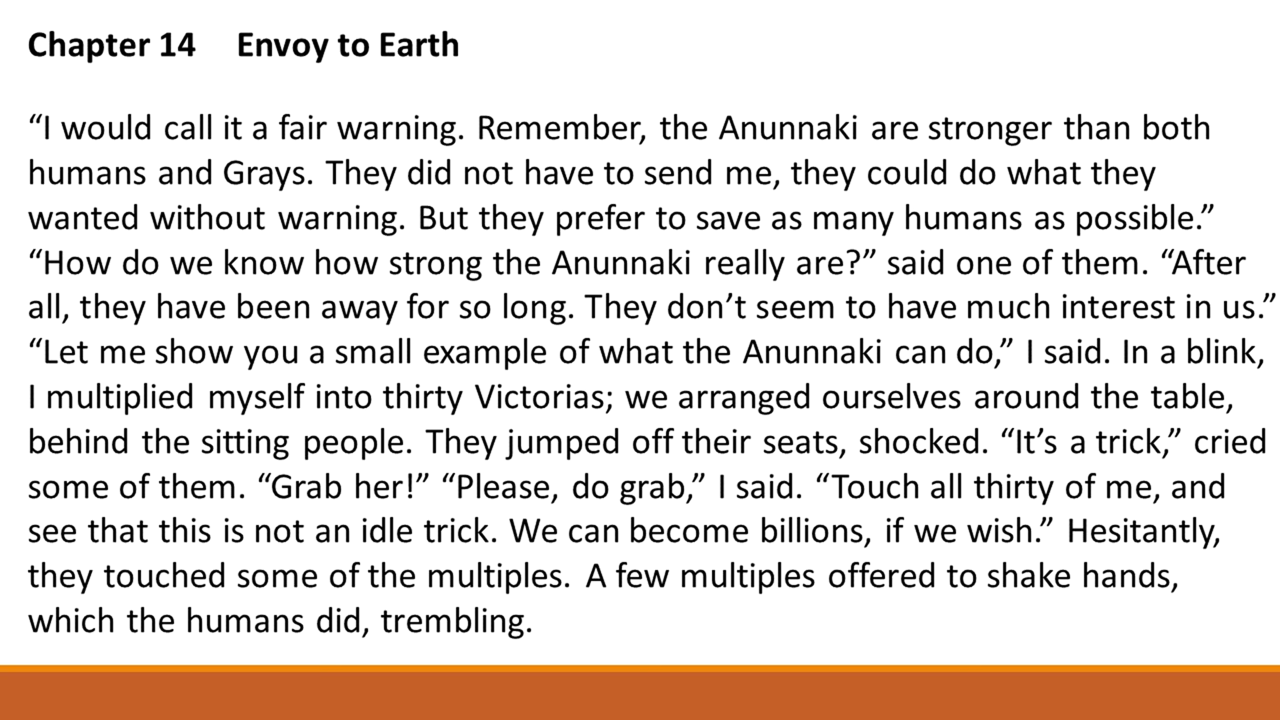 Chapter 14 Envoy to Earth
“I would call it a fair warning. Remember, the Anunnaki are stronger than both
humans and Grays. They did not have to send me, they could do what they
wanted without warning. But they prefer to save as many humans as possible.”
“How do we know how strong the Anunnaki really are?” said one of them. “After
all, they have been away for so long. They don’t seem to have much interest in us.”
“Let me show you a small example of what the Anunnaki can do,” I said. In a blink,
I multiplied myself into thirty Victorias; we arranged ourselves around the table,
behind the sitting people. They jumped off their seats, shocked. “It’s a trick,” cried
some of them. “Grab her!” “Please, do grab,” I said. “Touch all thirty of me, and
see that this is not an idle trick. We can become billions, if we wish.” Hesitantly,
they touched some of the multiples. A few multiples offered to shake hands,
which the humans did, trembling.